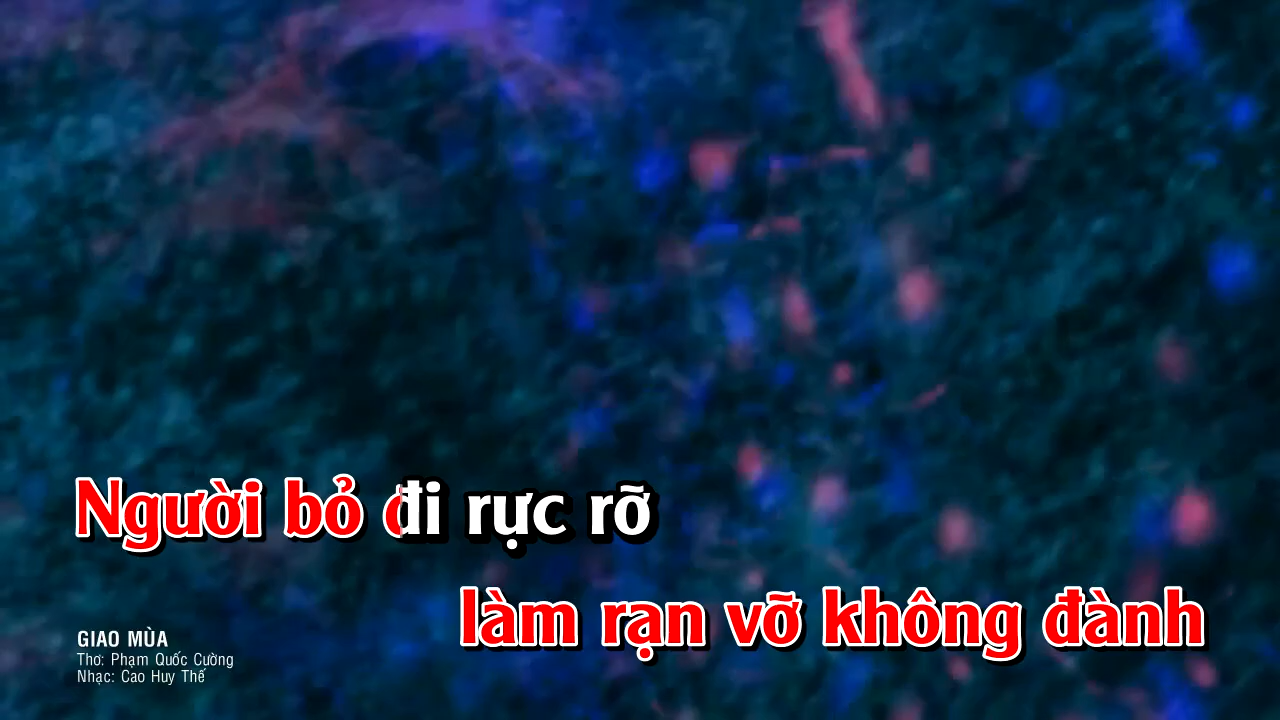 Người bỏ đi rực rỡ
làm rạn vỡ không đành
GIAO MÙA
Thơ: Phạm Quốc Cường
Nhạc: Cao Huy Thế